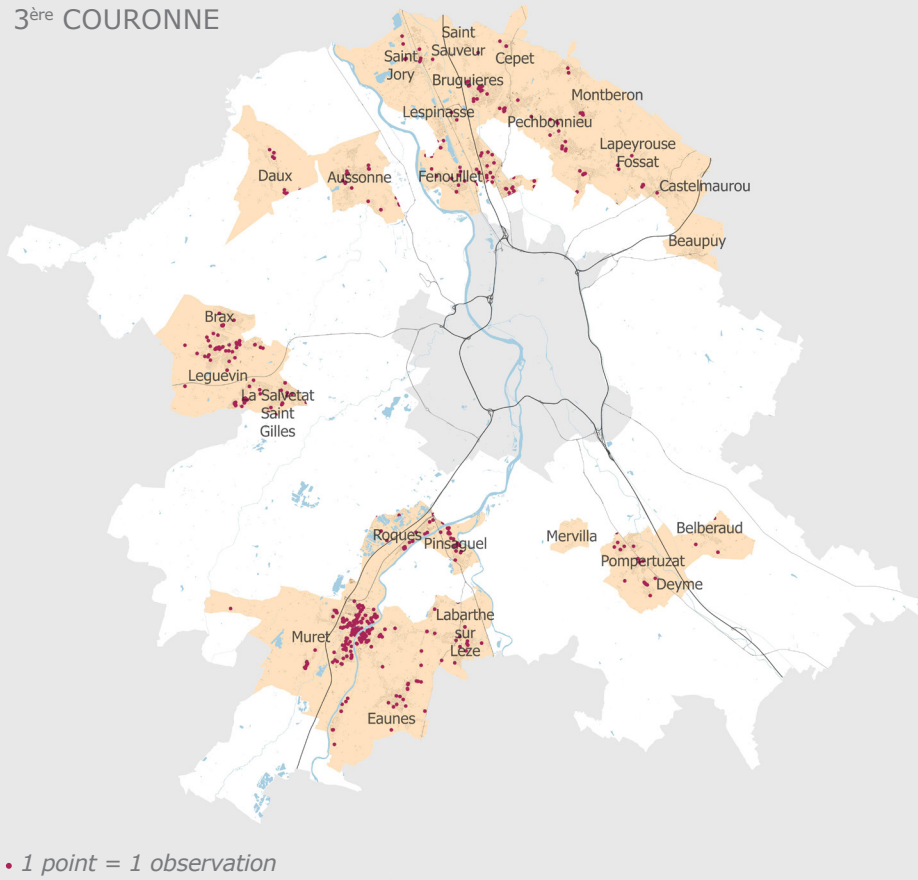 3ère COURONNE
Saint
Sauveur
Saint
Jory
Cepet
Bruguieres
Montberon
Lespinasse
Pechbonnieu
Lapeyrouse
Fossat
Daux
Aussonne
Fenouillet
Castelmaurou
Beaupuy
Brax
Leguevin
La Salvetat
Saint
Gilles
Roques
Pinsaguel
Mervilla
Belberaud
Pompertuzat
Deyme
Labarthe
sur
Leze
Muret
Eaunes
1 point = 1 observation